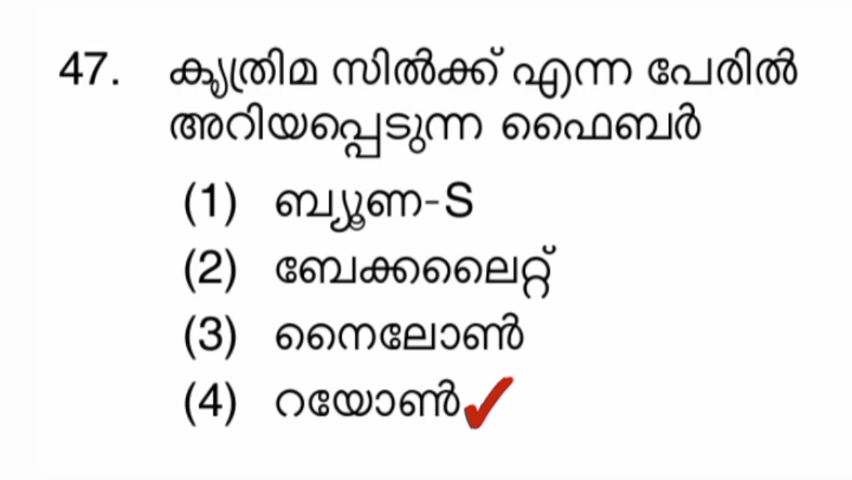 47. കൃത്രിമ സിൽക്ക് എന്ന പേരിൽ
അറിയപ്പെടുന്ന ഫൈബർ
(1) ബ്യൂണ-S
(2) ബേക്കലൈറ്റ്
(3) നൈലോൺ
(4) റയോൺ